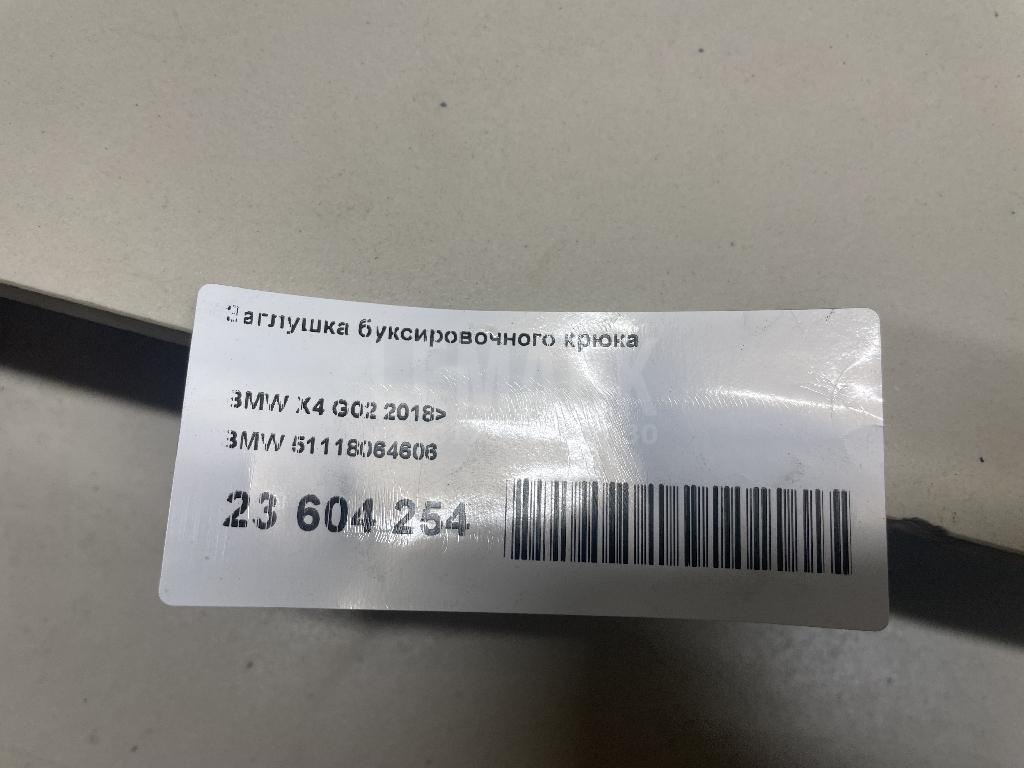 Заглушка буксировочного крюка
BMW X4 G02 2018>
BMW 51118064606
23 604 254